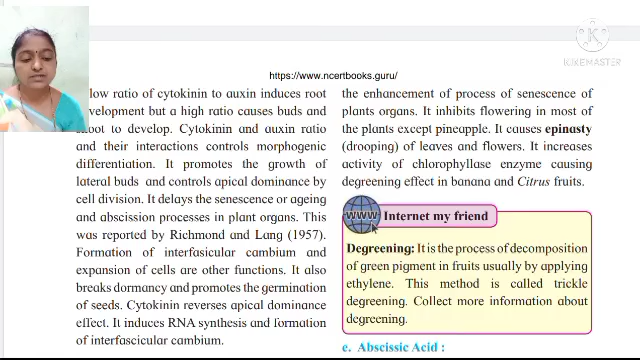 K
KINEMASTER
https://www.ncertbooks.guru/
low ratio of cytokinin to auxin induces root
development but a high ratio causes buds and
shoot to develop. Cytokinin and auxin ratio
and their interactions controls morphogenic
differentiation. It promotes the growth of
lateral buds and controls apical dominance by
cell division. It delays the senescence or ageing
and abscission processes in plant organs. This
was reported by Richmond and Lang (1957).
Formation of interfasicular cambium and
expansion of cells are other functions. It also
breaks dormancy and promotes the germination
of seeds. Cytokinin reverses apical dominance
effect. It induces RNA synthesis and formation
of interfascicular cambium.
the enhancement of process of senescence of
plants organs. It inhibits flowering in most of
the plants except pineapple. It causes epinasty
(drooping) of leaves and flowers. It increases
activity of chlorophyllase enzyme causing
degreening effect in banana and Citrus fruits.
www Internet my friend
Degreening: It is the process of decomposition
of green pigment in fruits usually by applying
ethylene. This method is called trickle
degreening. Collect more information about
degreening.
e. Abscissic Acid :